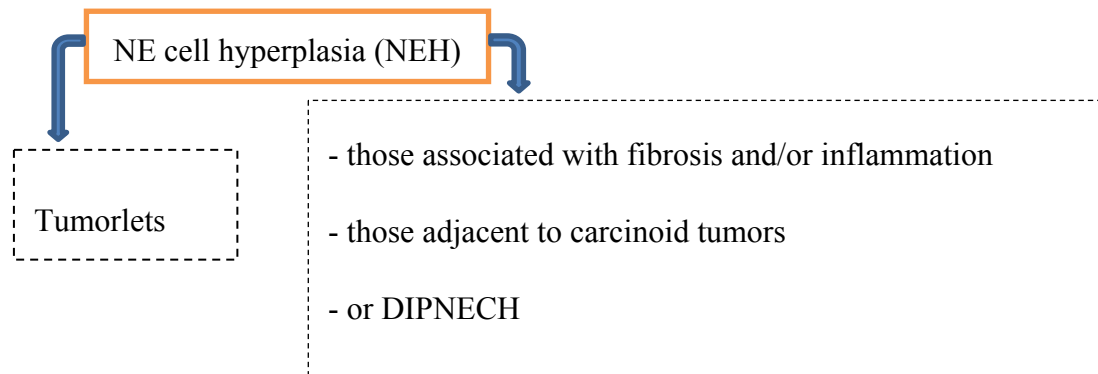 NE cell hyperplasia (NEH)
Tumorlets
- those associated with fibrosis and/or inflammation
- those adjacent to carcinoid tumors
- or DIPNECH